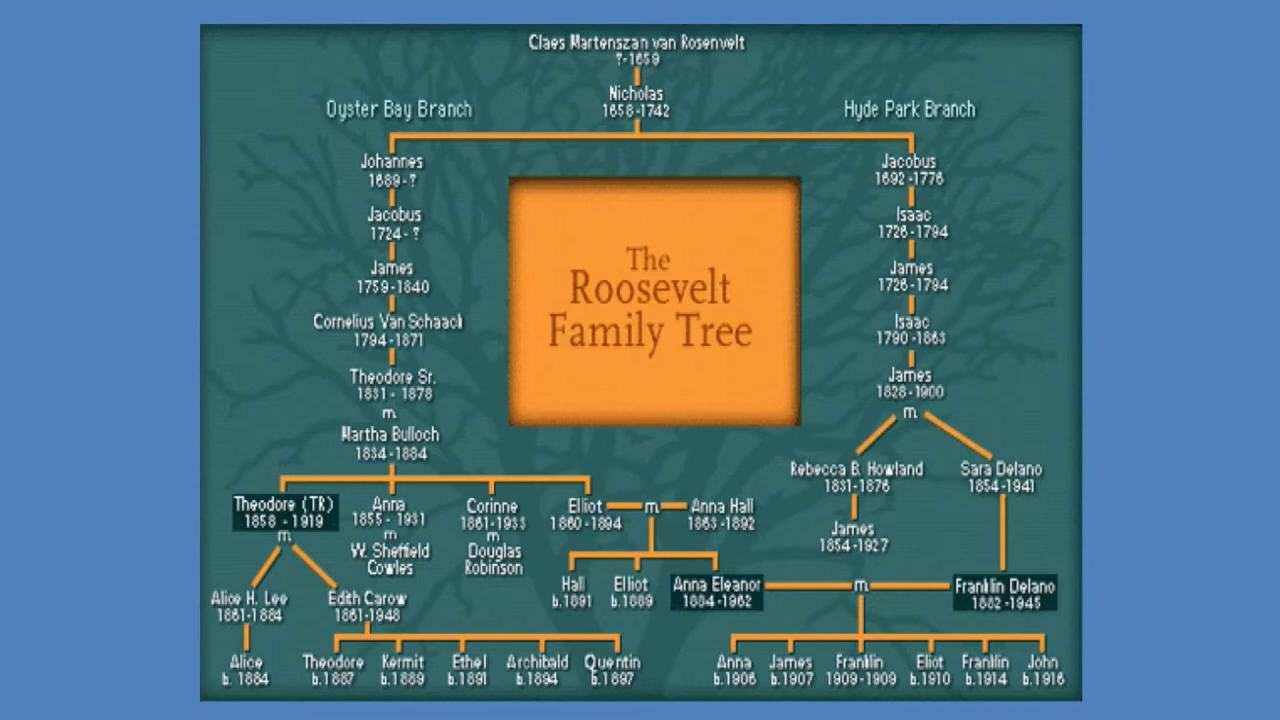 Claes Martenszan van Rosenvelt
?-1659
Nicholas
1658-1742
Oyster Bay Branch
Hyde Park Branch
Johannes
1689-?
Jacobus
1724-?
James
1759-1840
Cornelius Van Schaack
1794-1871
Theodore Sr.
1831-1878
m.
Martha Bulloch
1834-1884
The
Roosevelt
Family Tree
Jacobus
1692-1776
Isaac
1726-1794
James
1726-1794
Isaac
1790-1863
James
1828-1900
m.
Rebecca B. Howland
1831-1876
Sara Delano
1854-1941
James
1854-1927
Theodore (TR)
1858-1919
m.
Anna
1855-1931
m
W. Sheffield
Cowles
Corinne
1861-1933
m
Douglas
Robinson
Elliot
1860-1894
m.
Anna Hall
1863-1892
Hall
b.1891
Elliot
b.1889
Anna Eleanor
1884-1962
m.
Franklin Delano
1882-1945
Alice H. Lee
1861-1884
Edith Carow
1861-1948
Alice
b. 1884
Theodore
b.1887
Kermit
b.1889
Ethel
b.1891
Archibald
b.1894
Quentin
b.1897
Anna
b.1906
James
b.1907
Franklin
1909-1909
Eliot
b.1910
Franklin
b.1914
John
b.1916